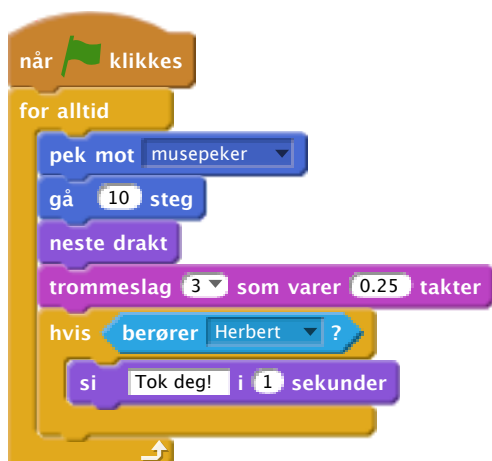 når klikkes
for alltid
pek mot musepeker
gå 10 steg
neste drakt
trommeslag 3 som varer 0.25 takter
hvis berører Herbert ?
si Tok deg! i 1 sekunder